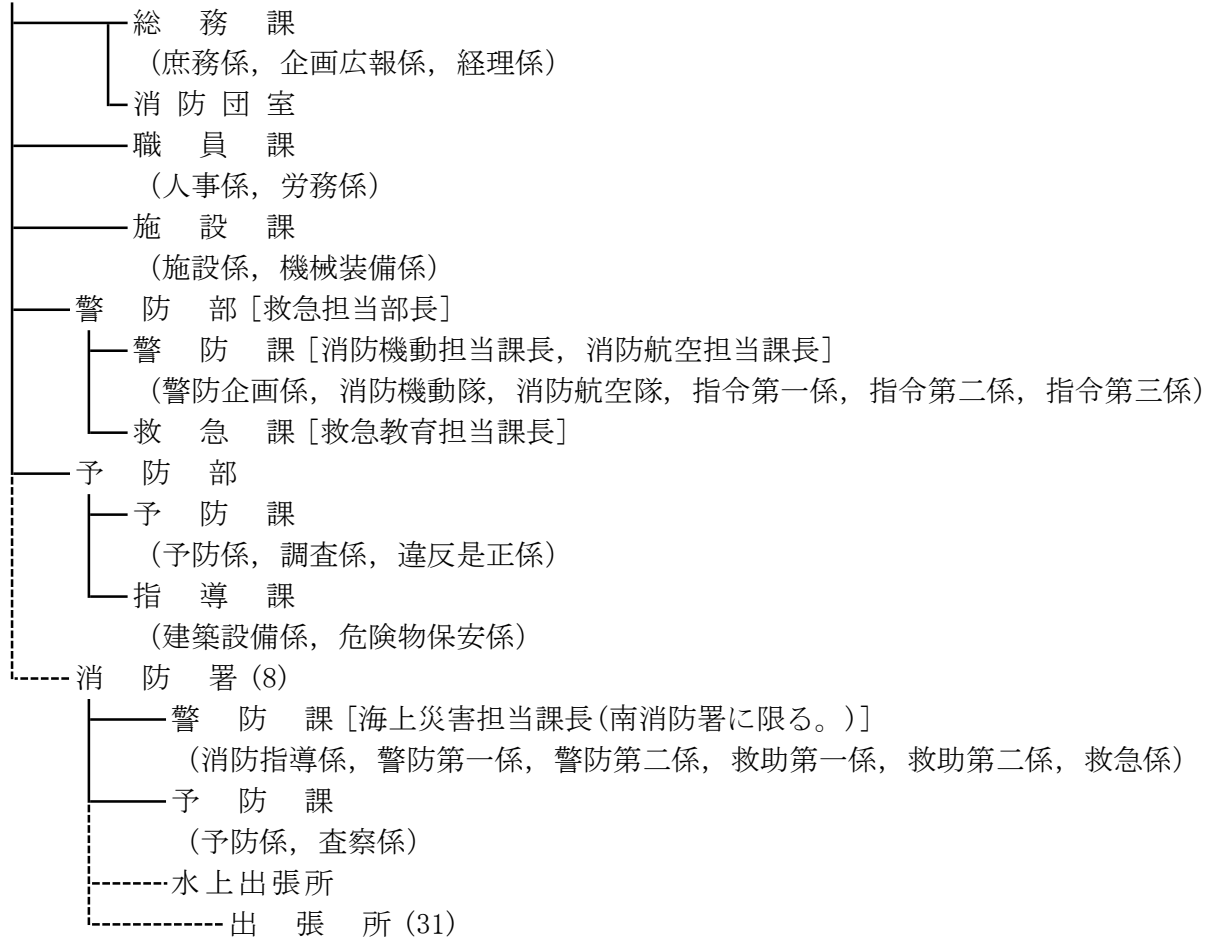 総務課
(庶務係，企画広報係，経理係)
消防団室
職員課
(人事係，労務係)
施設課
(施設係，機械装備係)
警防部［救急担当部長］
警防課［消防機動担当課長，消防航空担当課長］
(警防企画係，消防機動隊，消防航空隊，指令第一係，指令第二係，指令第三係)
救急課［救急教育担当課長］
予防部
予防課
(予防係，調査係，違反是正係)
指導課
(建築設備係，危険物保安係)
消防署(8)
警防課［海上災害担当課長(南消防署に限る。)］
(消防指導係，警防第一係，警防第二係，救助第一係，救助第二係，救急係)
予防課
(予防係，査察係)
水上出張所
出張所(31)